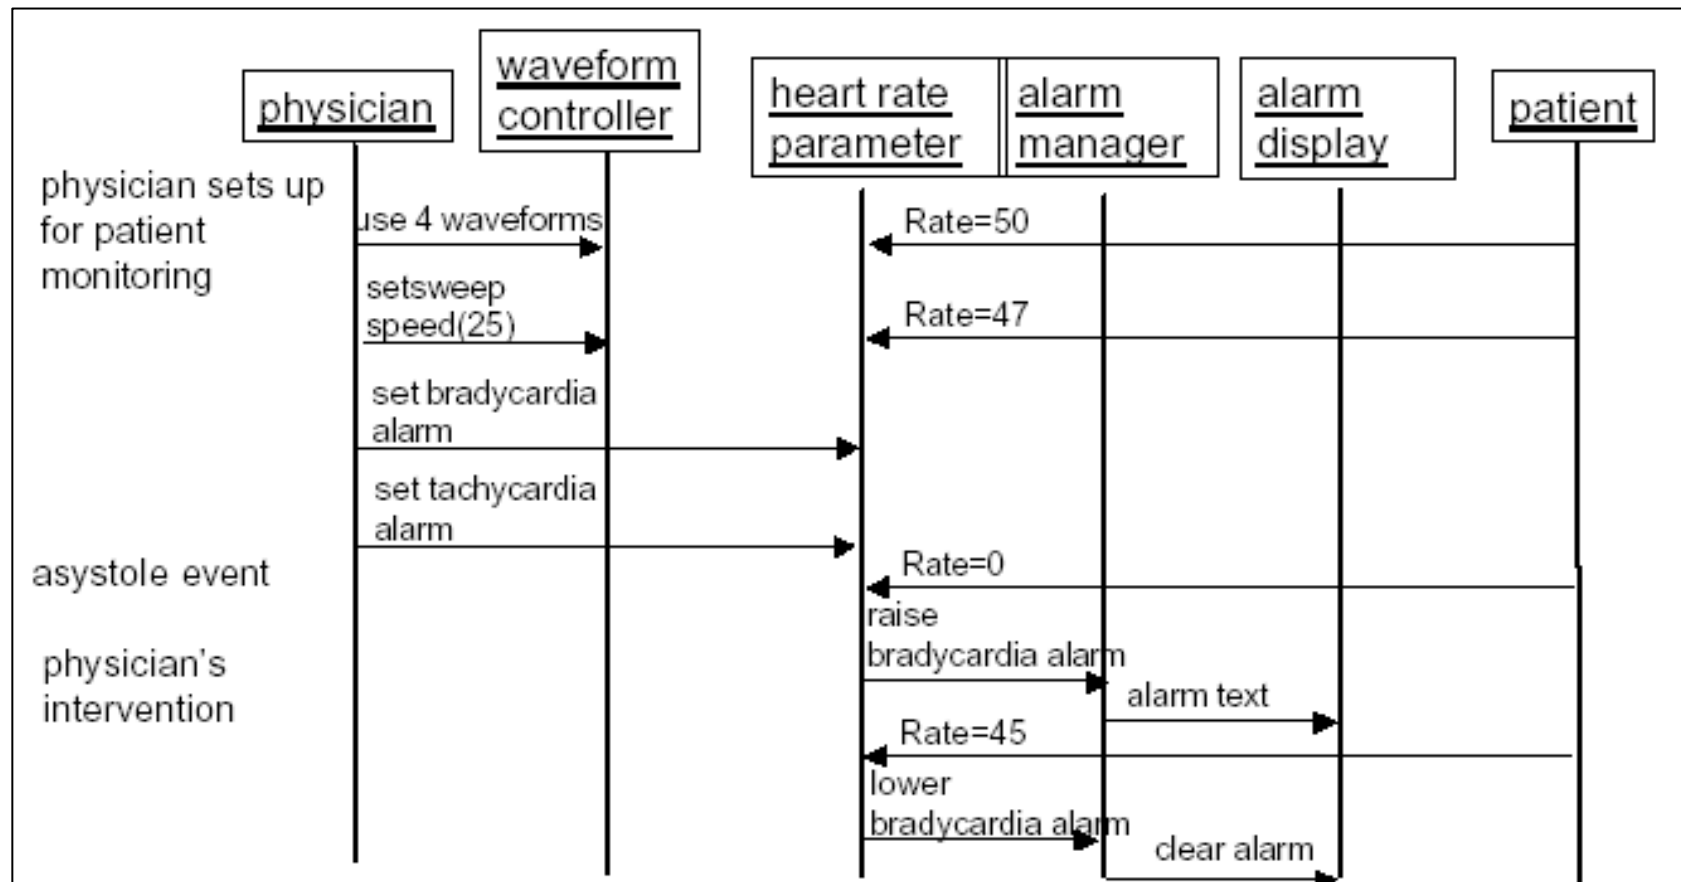 physician
waveform
controller
heart rate
parameter
alarm
manager
alarm
display
patient
physician sets up
for patient
monitoring
use 4 waveforms
Rate=50
setsweep
speed(25)
Rate=47
set bradycardia
alarm
set tachycardia
alarm
asystole event
Rate=0
raise
bradycardia alarm
physician's
intervention
alarm text
Rate=45
lower
bradycardia alarm
clear alarm